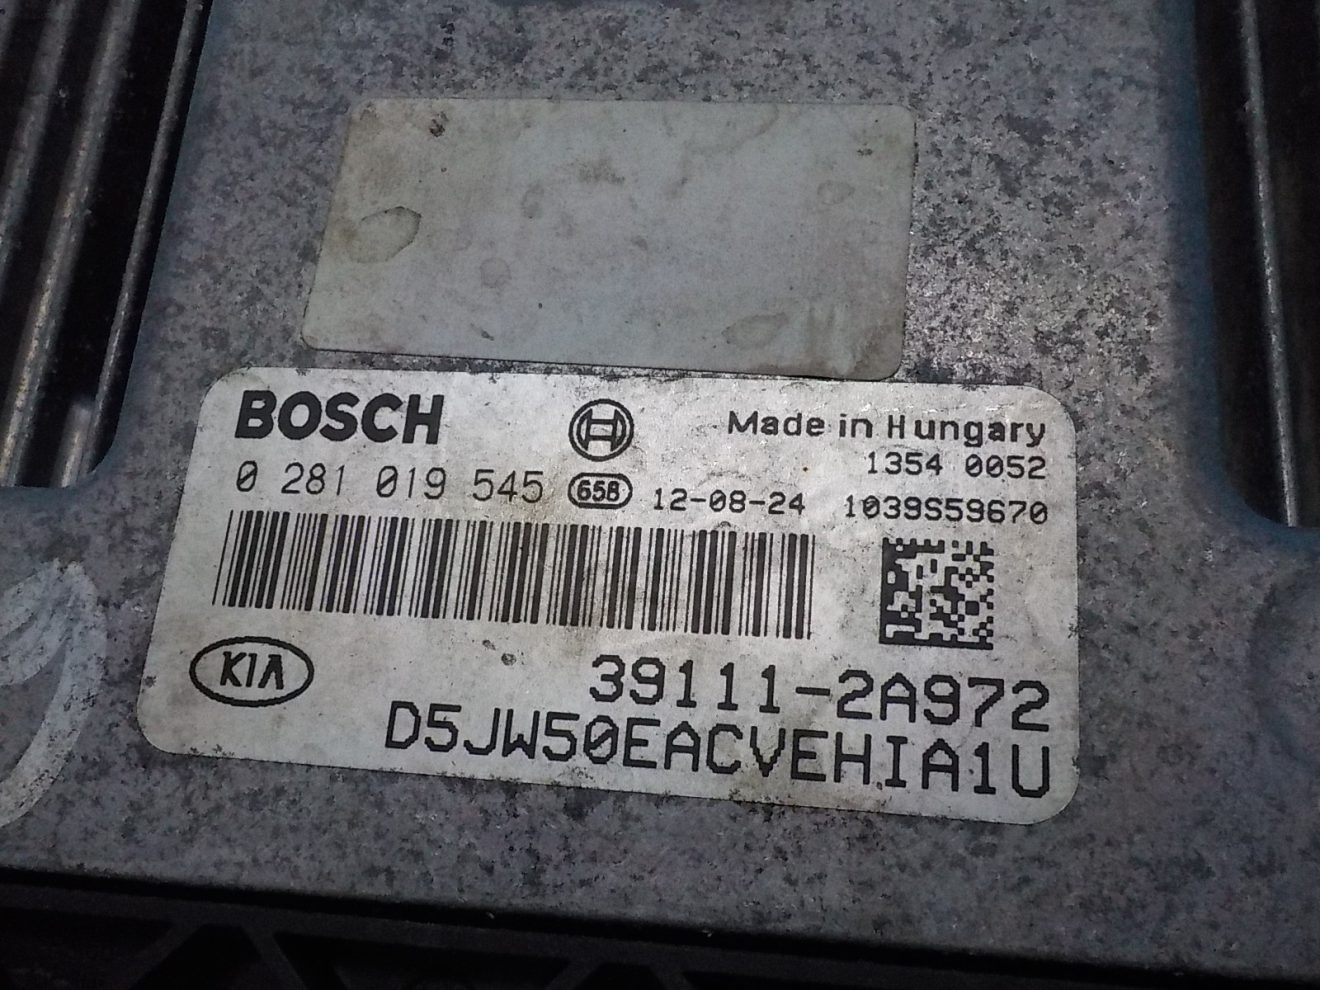 BOSCH
Made in Hungary
1354 0052
0 281 019 545 658 12-08-24 1039S59670
KIA
39111-2A972
D5JW50EACVEHIA1U